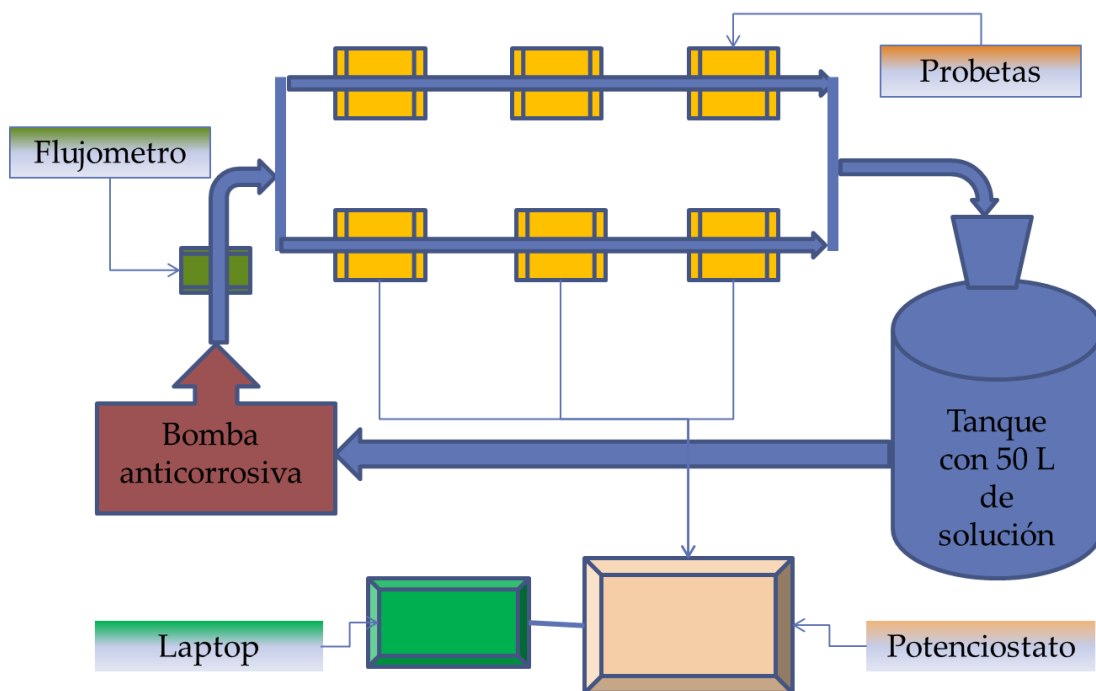 Probetas
Flujometro
Bomba
anticorrosiva
Tanque
con 50 L
de
solución
Laptop
Potenciostato